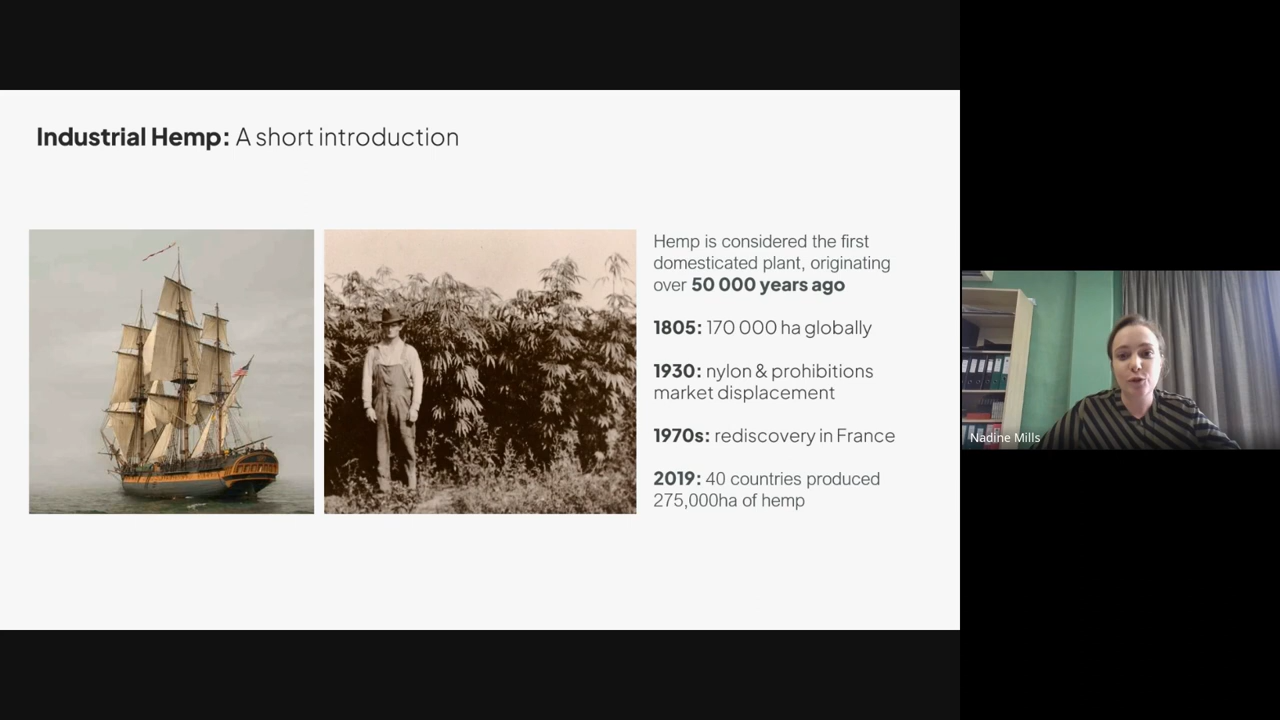 Industrial Hemp: A short introduction
Hemp is considered the first
domesticated plant, originating
over 50 000 years ago
1805: 170 000 ha globally
1930: nylon & prohibitions
market displacement
1970s: rediscovery in France
2019: 40 countries produced
275,000ha of hemp
Nadine Mills